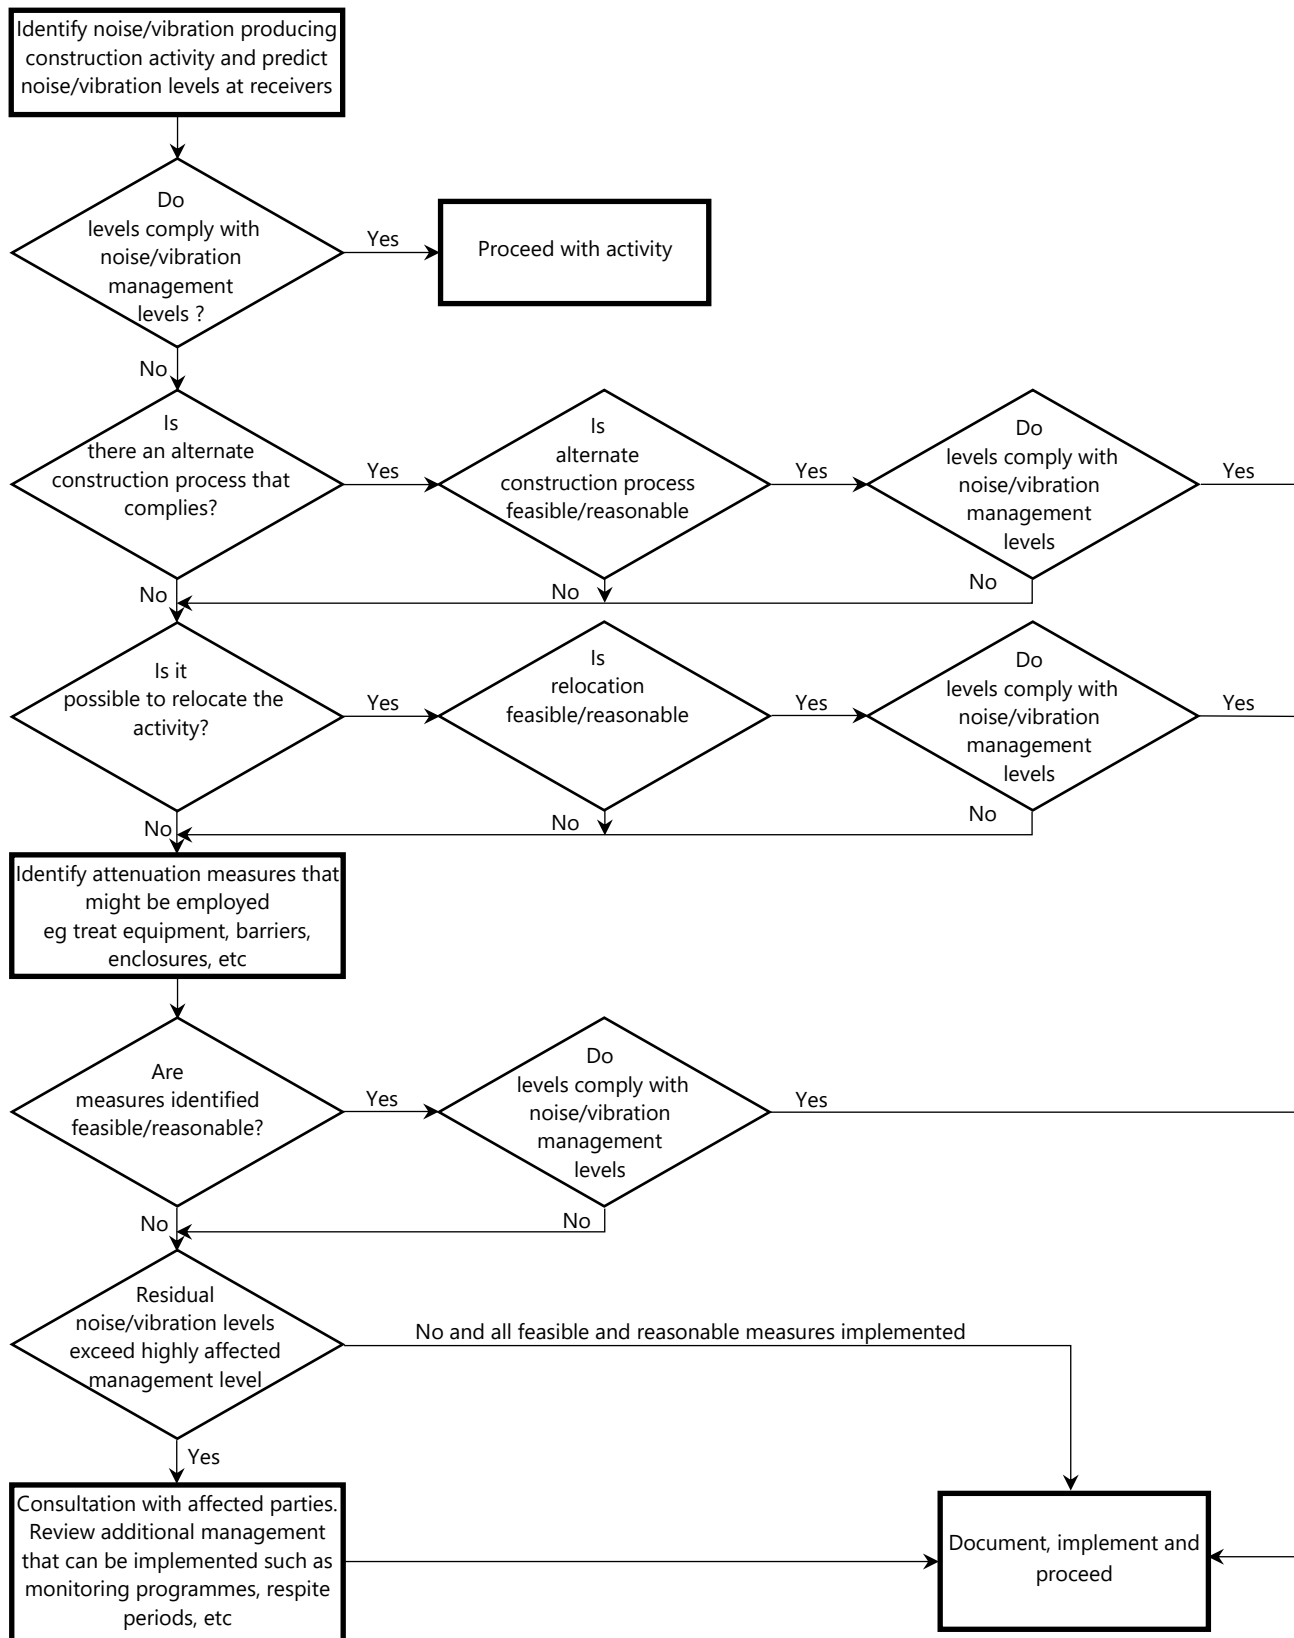 Identify noise/vibration producing
construction activity and predict
noise/vibration levels at receivers
Do
levels comply with
noise/vibration
management
levels ?
Yes
Proceed with activity
No
Is
there an alternate
construction process that
complies?
Yes
Is
alternate
construction process
feasible/reasonable
Yes
Do
levels comply with
noise/vibration
management
levels
Yes
No
No
No
Is it
possible to relocate the
activity?
Yes
Is
relocation
feasible/reasonable
Yes
Do
levels comply with
noise/vibration
management
levels
Yes
No
No
No
Identify attenuation measures that
might be employed
eg treat equipment, barriers,
enclosures, etc
Are
measures identified
feasible/reasonable?
Yes
Do
levels comply with
noise/vibration
management
levels
Yes
No
No
Residual
noise/vibration levels
exceed highly affected
management level
No and all feasible and reasonable measures implemented
Yes
Consultation with affected parties.
Review additional management
that can be implemented such as
monitoring programmes, respite
periods, etc
Document, implement and
proceed